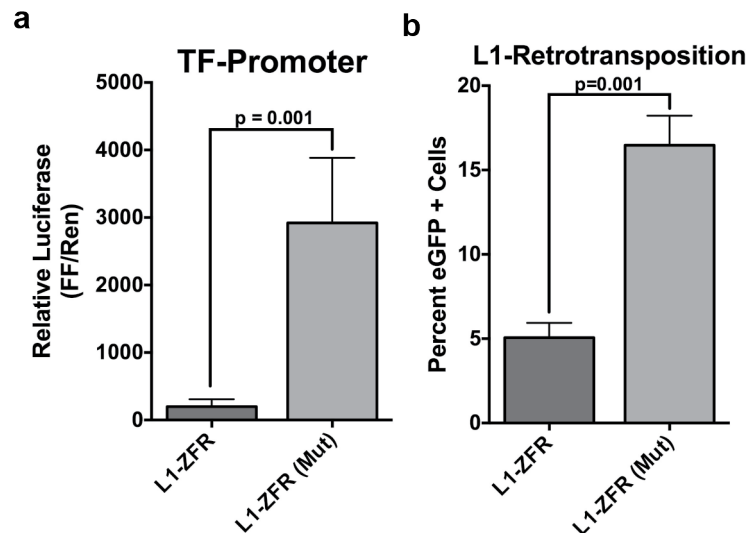 a
TF-Promoter
5000
4000
3000
2000
1000
0
Relative Luciferase
(FF/Ren)
p = 0.001
L1-ZFR
L1-ZFR (Mut)
b
L1-Retrotransposition
20
15
10
5
0
Percent eGFP + Cells
p=0.001
L1-ZFR
L1-ZFR (Mut)